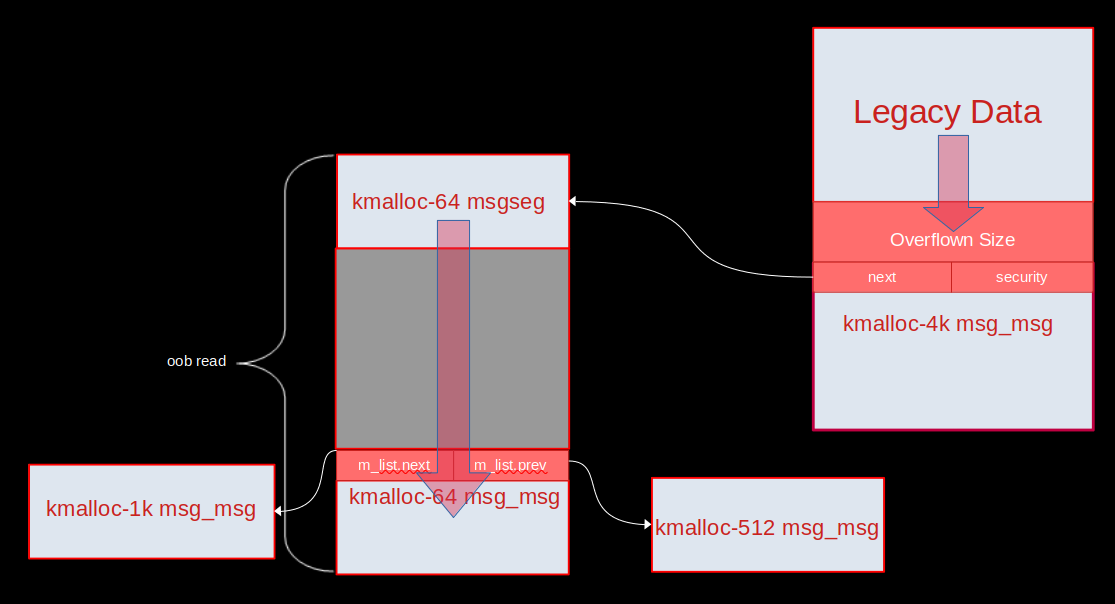 Legacy Data
kmalloc-64 msgseg
Overflown Size
next
security
kmalloc-4k msg_msg
oob read
m_list.next
m_list.prev
kmalloc-64 msg_msg
kmalloc-1k msg_msg
kmalloc-512 msg_msg